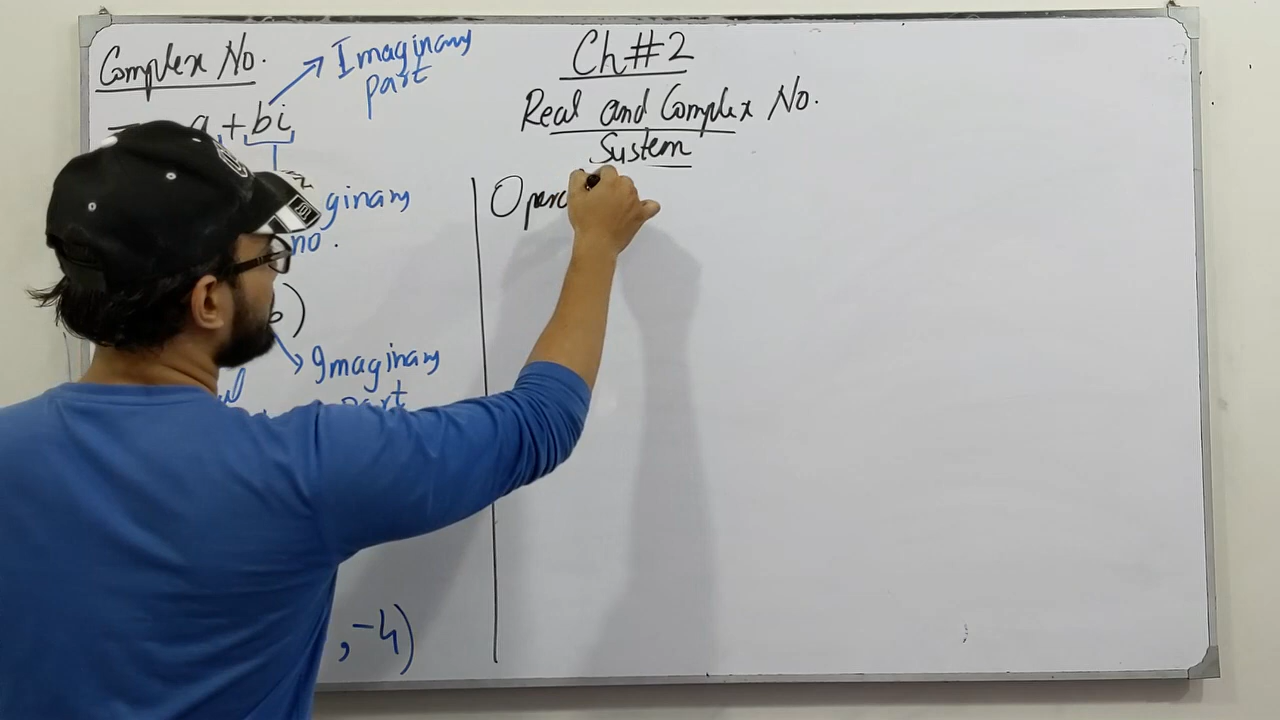 Complex No.
Imaginary
part
a + bi
ginary
no.
b)
Imaginary
part
, -4)
Ch#2
Real and Complex No.
System
Opera